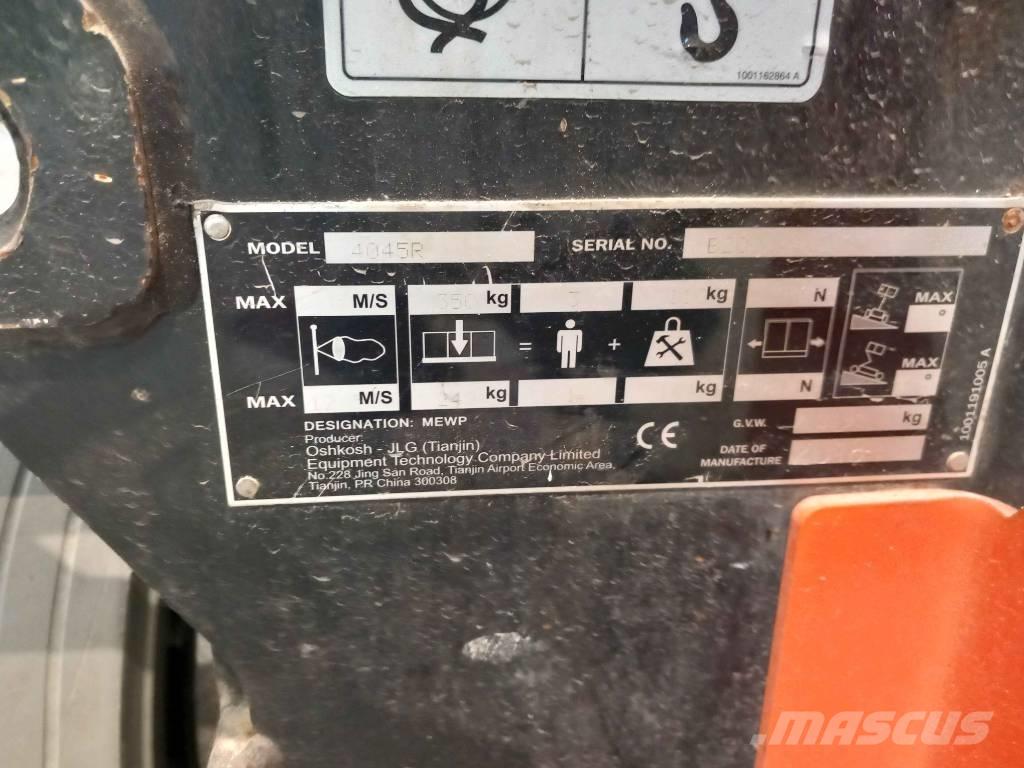 1001162864 A
MODEL 4045R SERIAL NO.
MAX M/S 350 kg 3 kg N MAX °
= +
MAX M/S kg kg N MAX °
DESIGNATION: MEWP
Producer:
Oshkosh - JLG (Tianjin)
Equipment Technology Company Limited
No.228 Jing San Road, Tianjin Airport Economic Area,
Tianjin, PR China 300308
CE
G.V.W. kg
DATE OF
MANUFACTURE
1001191005 A
MASCUS